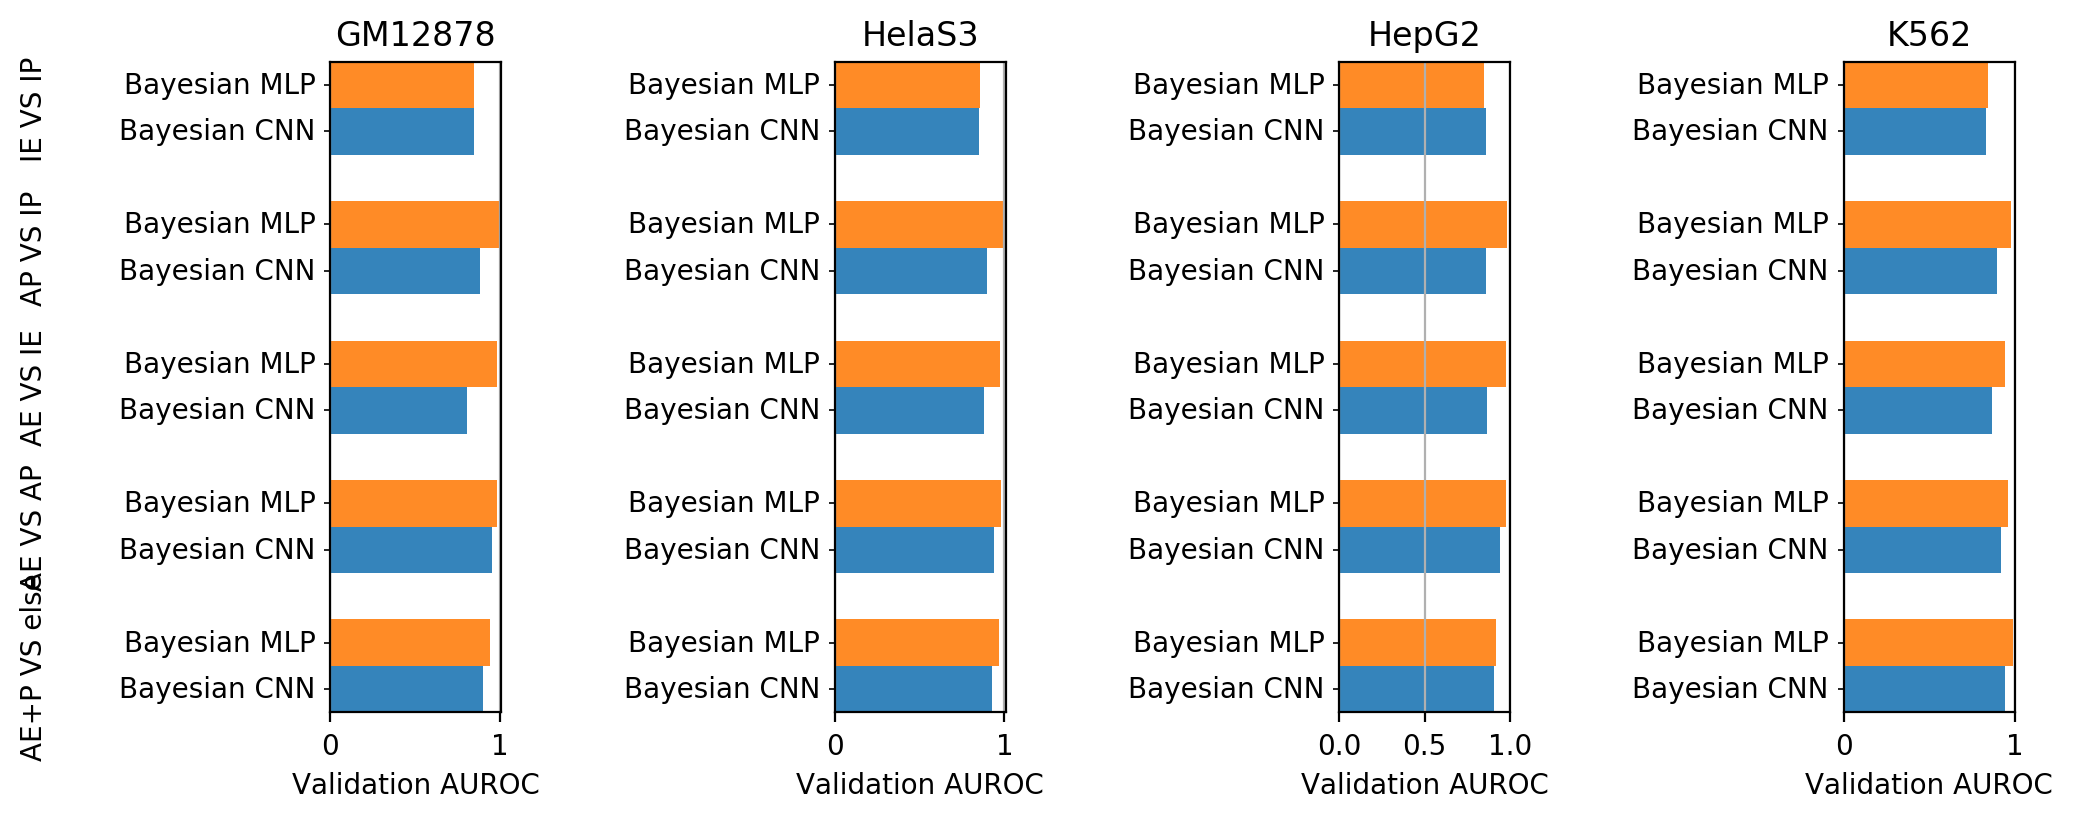 GM12878 HelaS3 HepG2 K562
IE VS IP
Bayesian MLP Bayesian MLP Bayesian MLP Bayesian MLP
Bayesian CNN Bayesian CNN Bayesian CNN Bayesian CNN
AP VS IP
Bayesian MLP Bayesian MLP Bayesian MLP Bayesian MLP
Bayesian CNN Bayesian CNN Bayesian CNN Bayesian CNN
AE VS IE
Bayesian MLP Bayesian MLP Bayesian MLP Bayesian MLP
Bayesian CNN Bayesian CNN Bayesian CNN Bayesian CNN
AE VS AP
Bayesian MLP Bayesian MLP Bayesian MLP Bayesian MLP
Bayesian CNN Bayesian CNN Bayesian CNN Bayesian CNN
AE+P VS else
Bayesian MLP Bayesian MLP Bayesian MLP Bayesian MLP
Bayesian CNN Bayesian CNN Bayesian CNN Bayesian CNN
0 1 0 1 0.0 0.5 1.0 0 1
Validation AUROC Validation AUROC Validation AUROC Validation AUROC